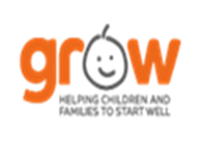 grow
HELPING CHILDREN AND
FAMILIES TO START WELL